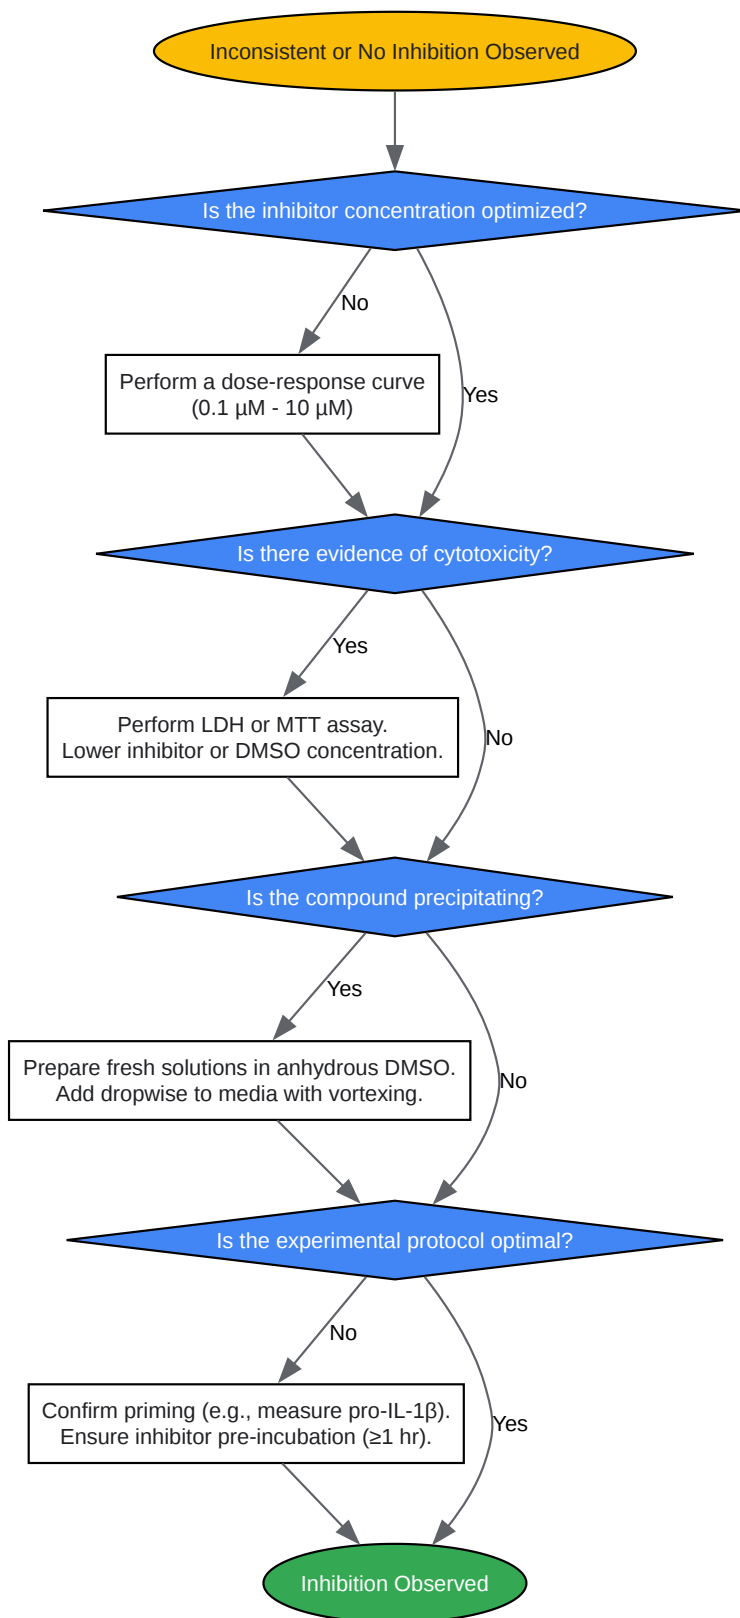 Inconsistent or No Inhibition Observed
Is the inhibitor concentration optimized?
No
Perform a dose-response curve
(0.1 µM - 10 µM)
Yes
Is there evidence of cytotoxicity?
Yes
Perform LDH or MTT assay.
Lower inhibitor or DMSO concentration.
No
Is the compound precipitating?
Yes
Prepare fresh solutions in anhydrous DMSO.
Add dropwise to media with vortexing.
No
Is the experimental protocol optimal?
No
Confirm priming (e.g., measure pro-IL-1β).
Ensure inhibitor pre-incubation (≥1 hr).
Yes
Inhibition Observed